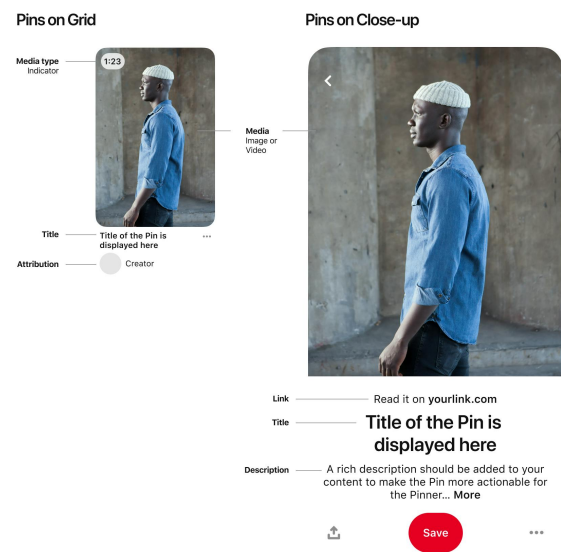 Pins on Grid
Pins on Close-up
Media type
Indicator
1:23
Media
Image or
Video
Title
Title of the Pin is
displayed here
Attribution
Creator
Link
Read it on yourlink.com
Title
Title of the Pin is
displayed here
Description
A rich description should be added to your
content to make the Pin more actionable for
the Pinner... More
Save